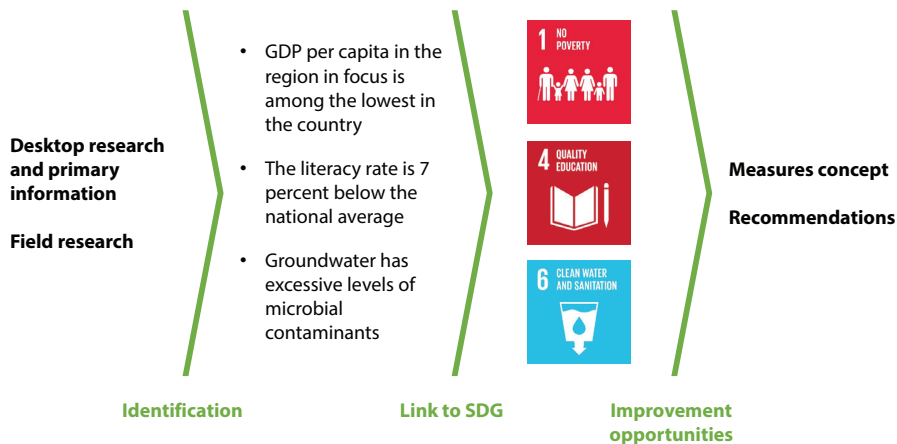 Desktop research
and primary
information
Field research
• GDP per capita in the
region in focus is
among the lowest in
the country
• The literacy rate is 7
percent below the
national average
• Groundwater has
excessive levels of
microbial
contaminants
1 NO
POVERTY
4 QUALITY
EDUCATION
6 CLEAN WATER
AND SANITATION
Measures concept
Recommendations
Identification
Link to SDG
Improvement
opportunities